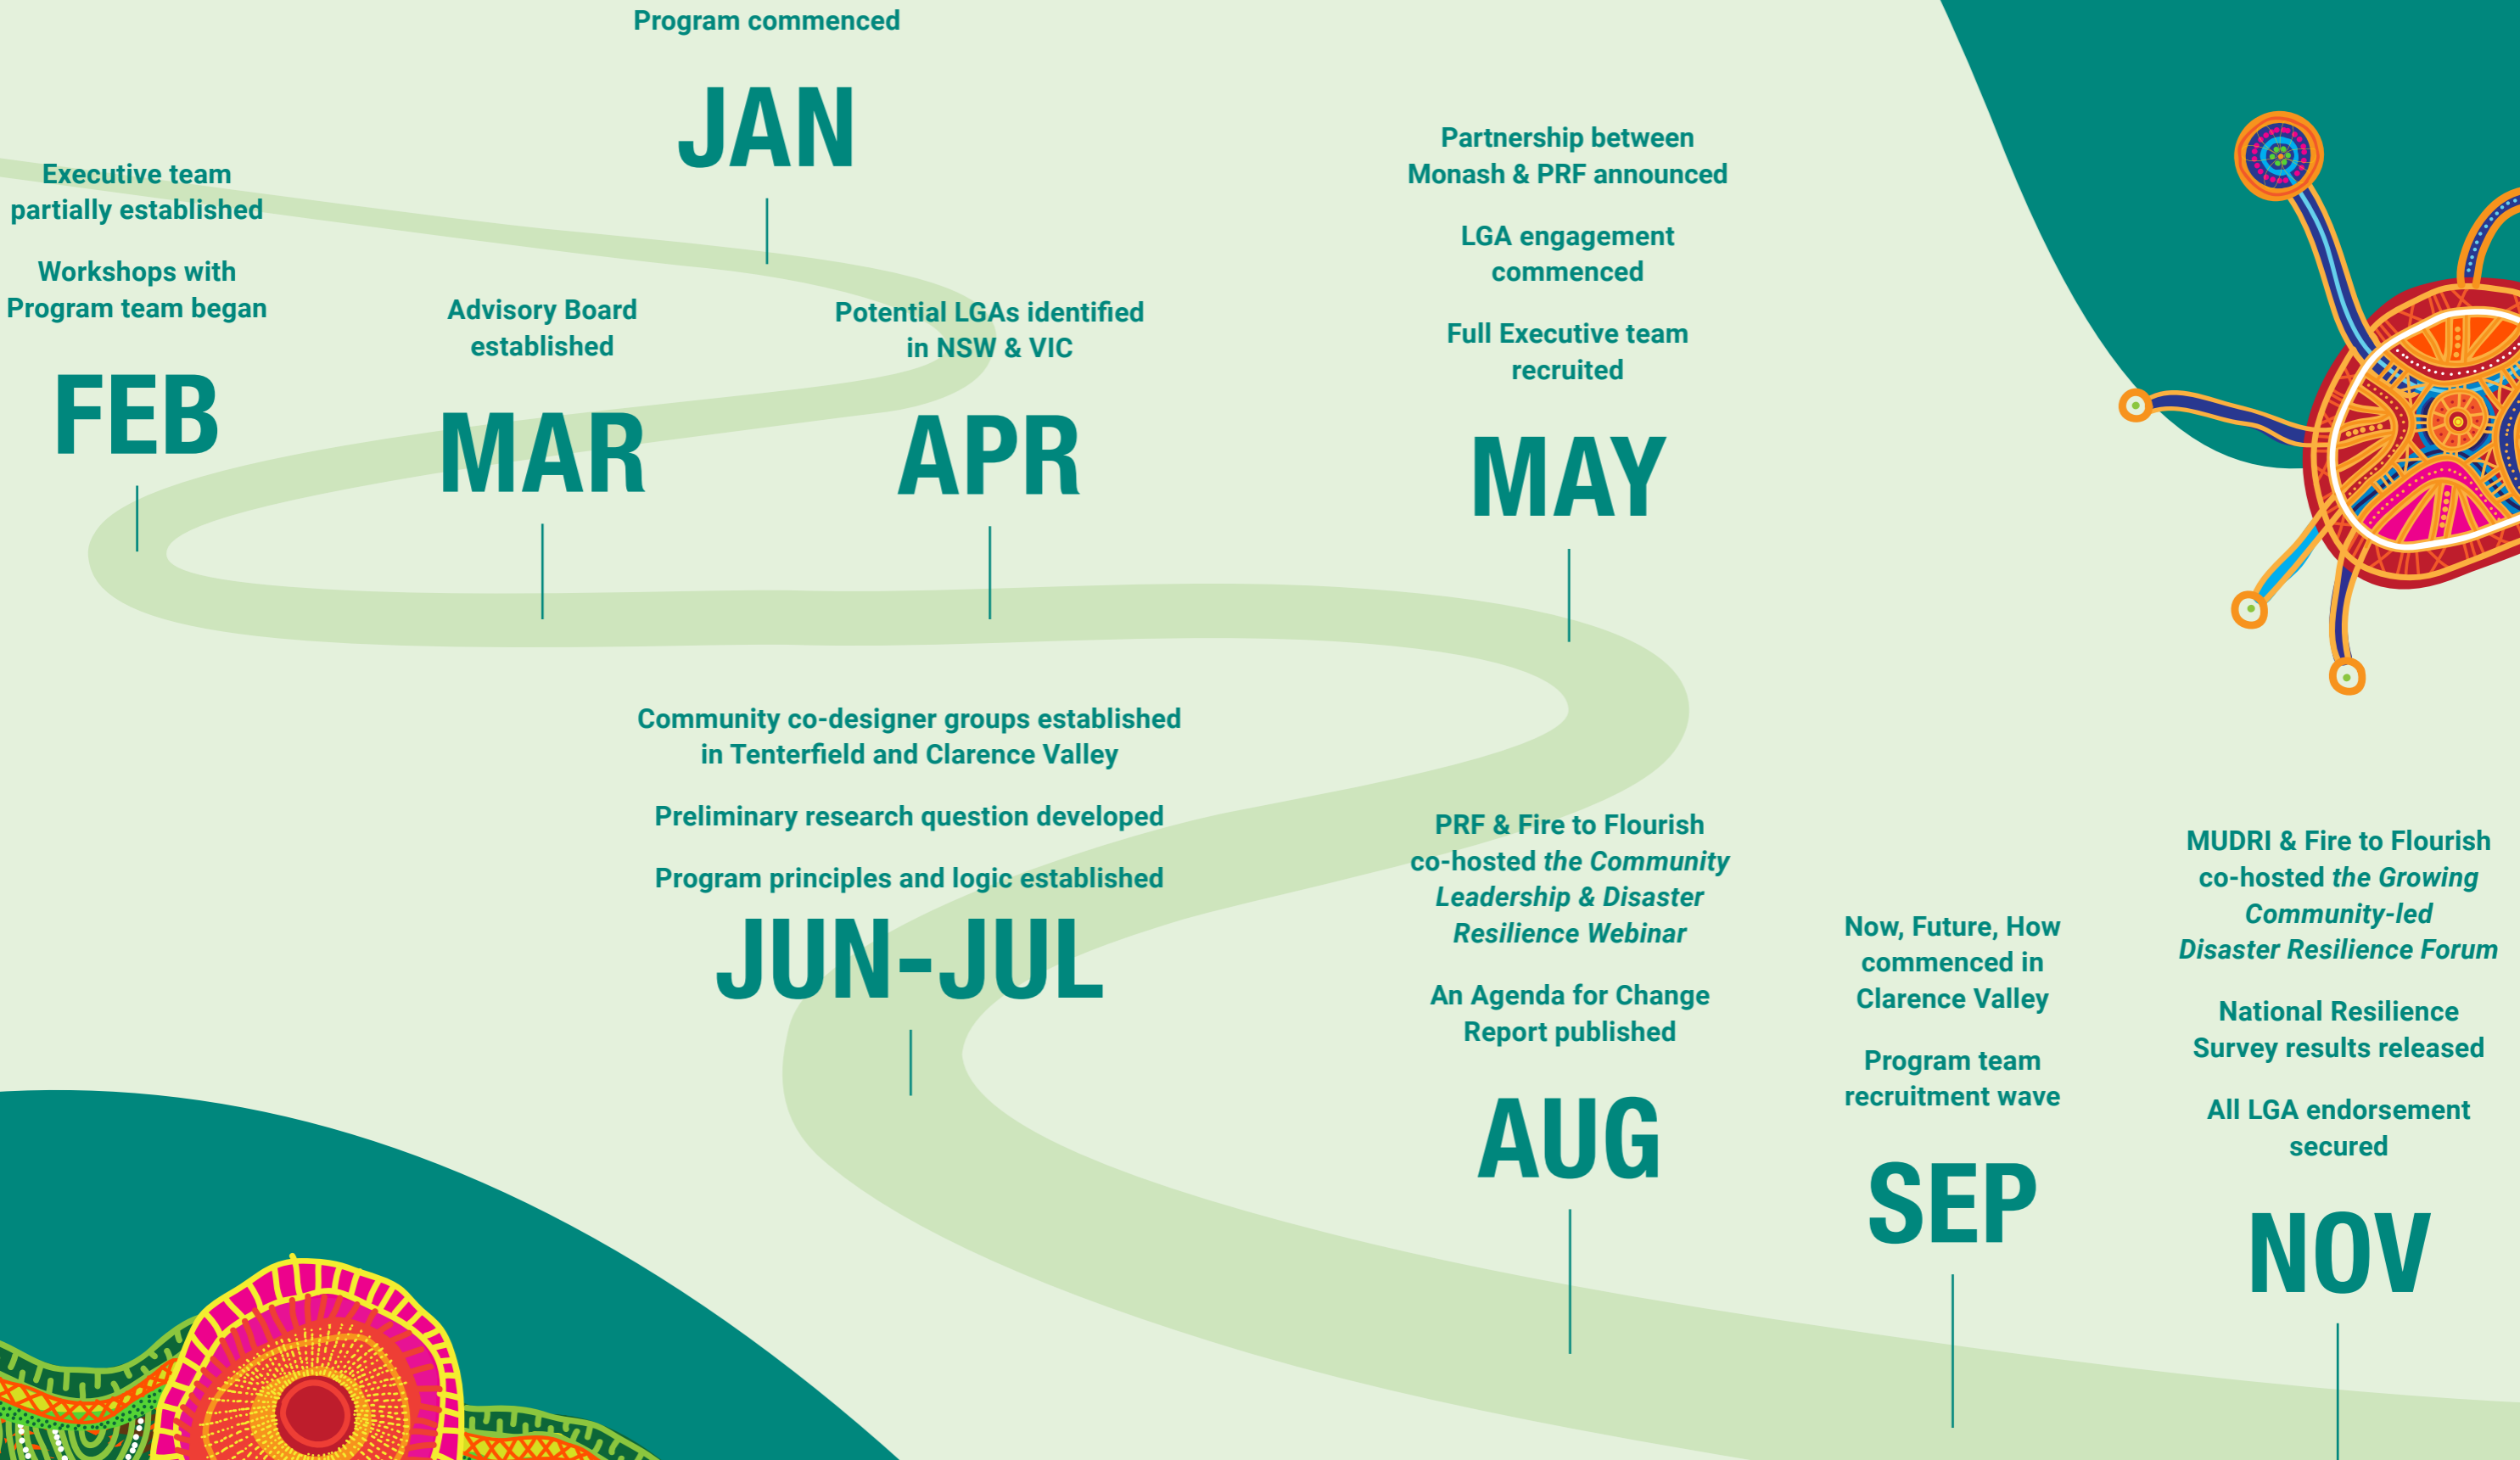 Program commenced
JAN
Executive team
partially established
Workshops with
Program team began
FEB
Advisory Board
established
MAR
Potential LGAs identified
in NSW & VIC
APR
Partnership between
Monash & PRF announced
LGA engagement
commenced
Full Executive team
recruited
MAY
Community co-designer groups established
in Tenterfield and Clarence Valley
Preliminary research question developed
Program principles and logic established
JUN-JUL
PRF & Fire to Flourish
co-hosted the Community
Leadership & Disaster
Resilience Webinar
An Agenda for Change
Report published
AUG
Now, Future, How
commenced in
Clarence Valley
Program team
recruitment wave
SEP
MUDRI & Fire to Flourish
co-hosted the Growing
Community-led
Disaster Resilience Forum
National Resilience
Survey results released
All LGA endorsement
secured
NOV